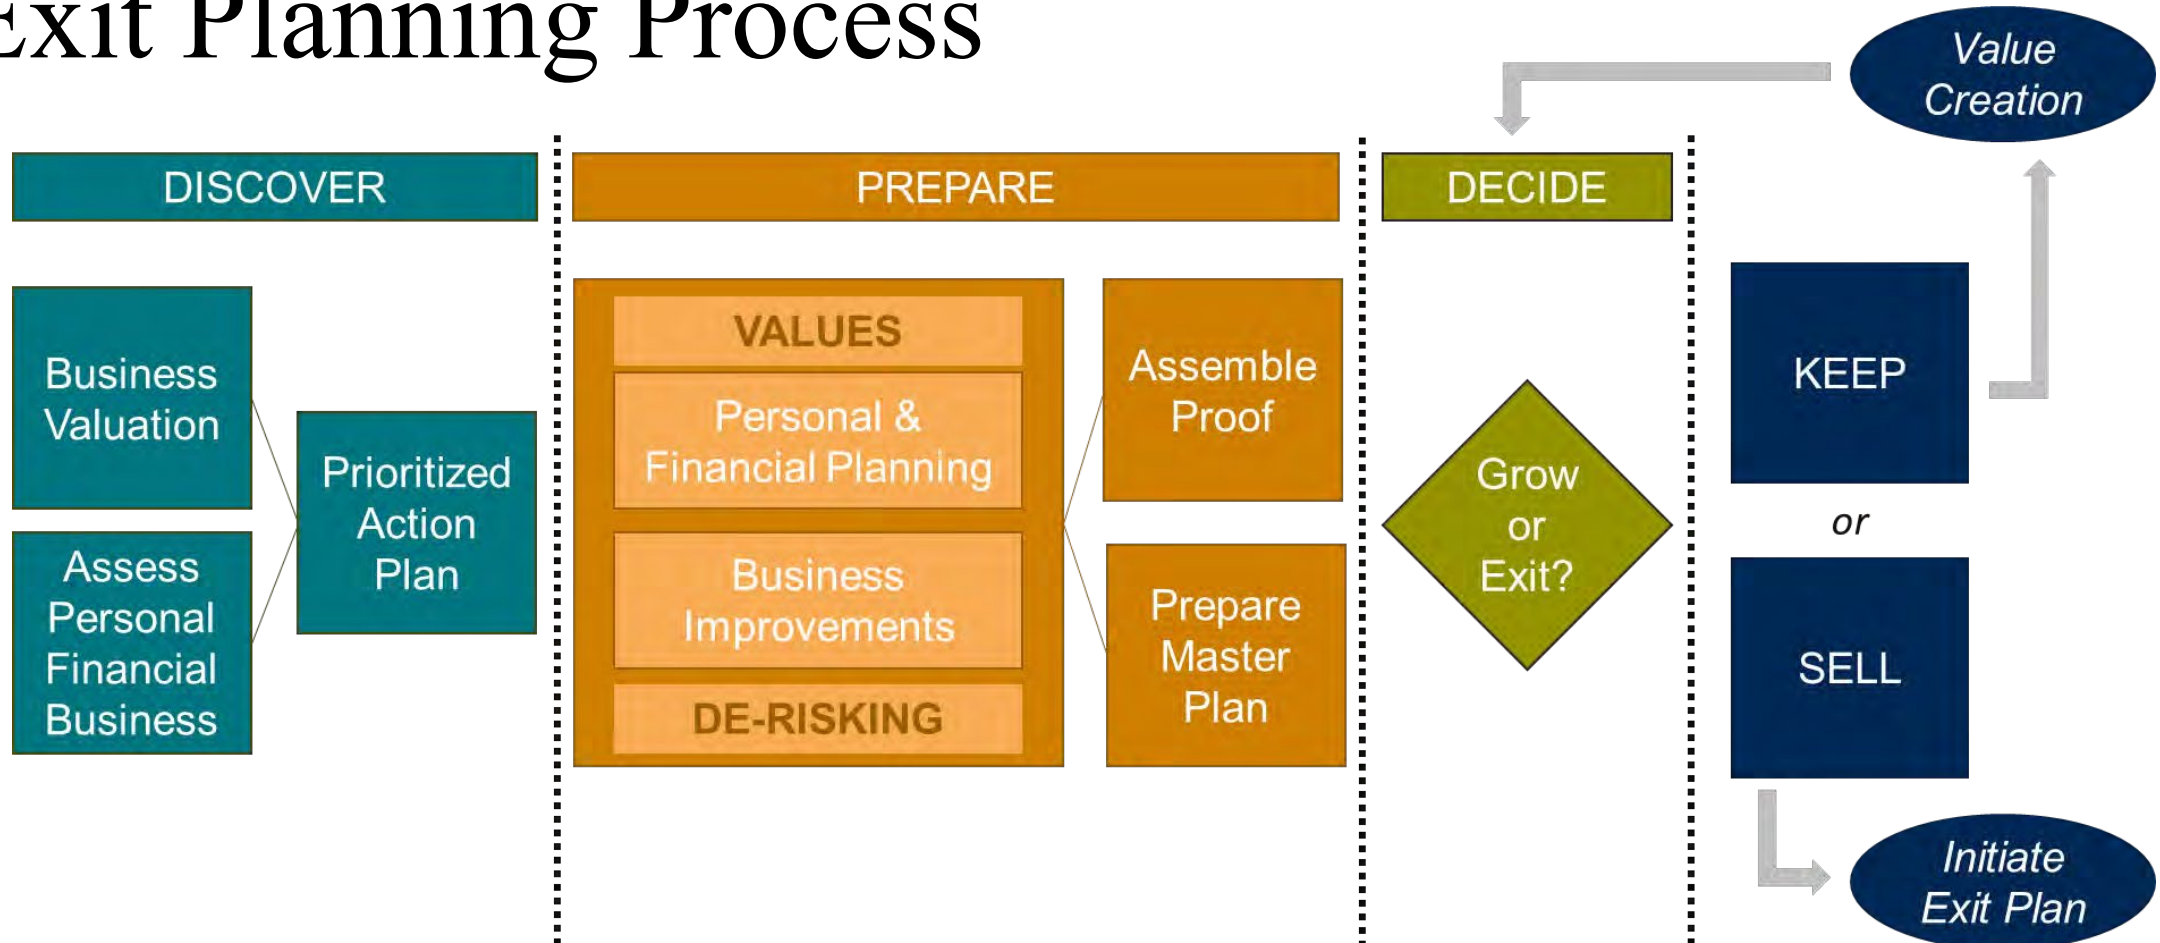 Exit Planning Process
Value
Creation
DISCOVER
PREPARE
DECIDE
Business
Valuation
Assess
Personal
Financial
Business
Prioritized
Action
Plan
VALUES
Personal &
Financial Planning
Business
Improvements
DE-RISKING
Assemble
Proof
Prepare
Master
Plan
Grow
or
Exit?
KEEP
or
SELL
Initiate
Exit Plan